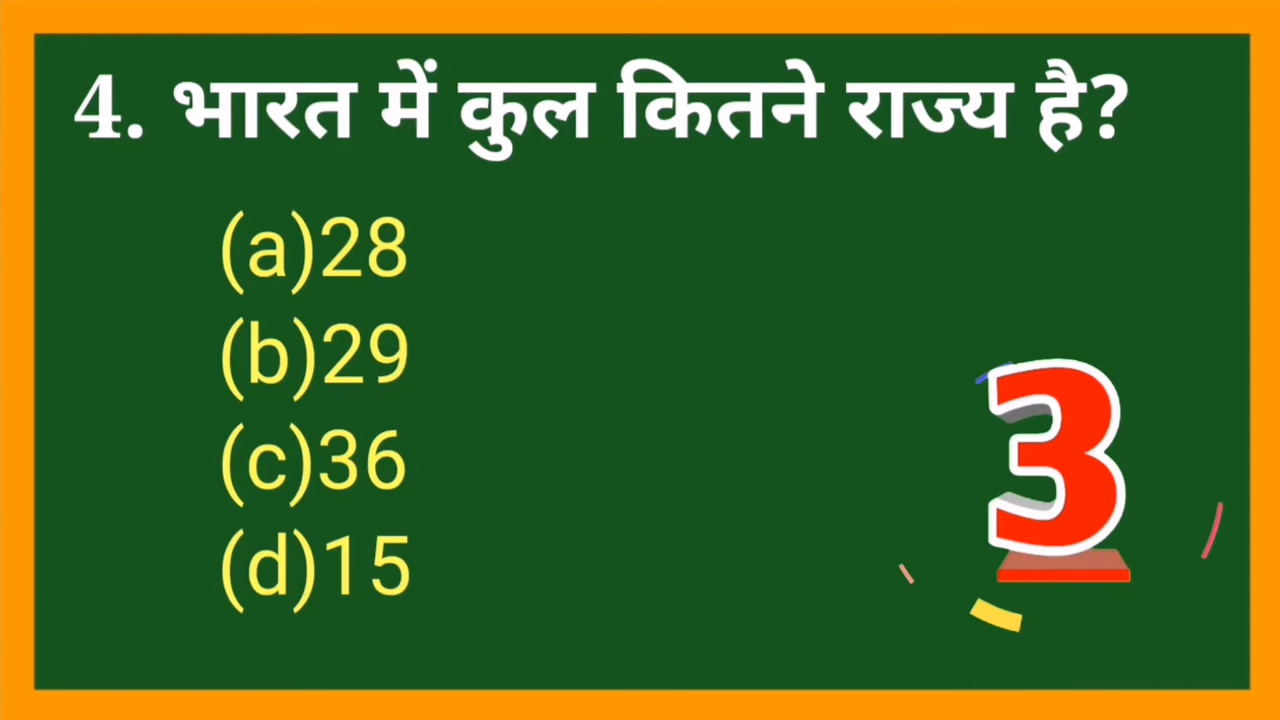 4. भारत में कुल कितने राज्य है?
(a)28
(b)29
(c)36
(d)15
3